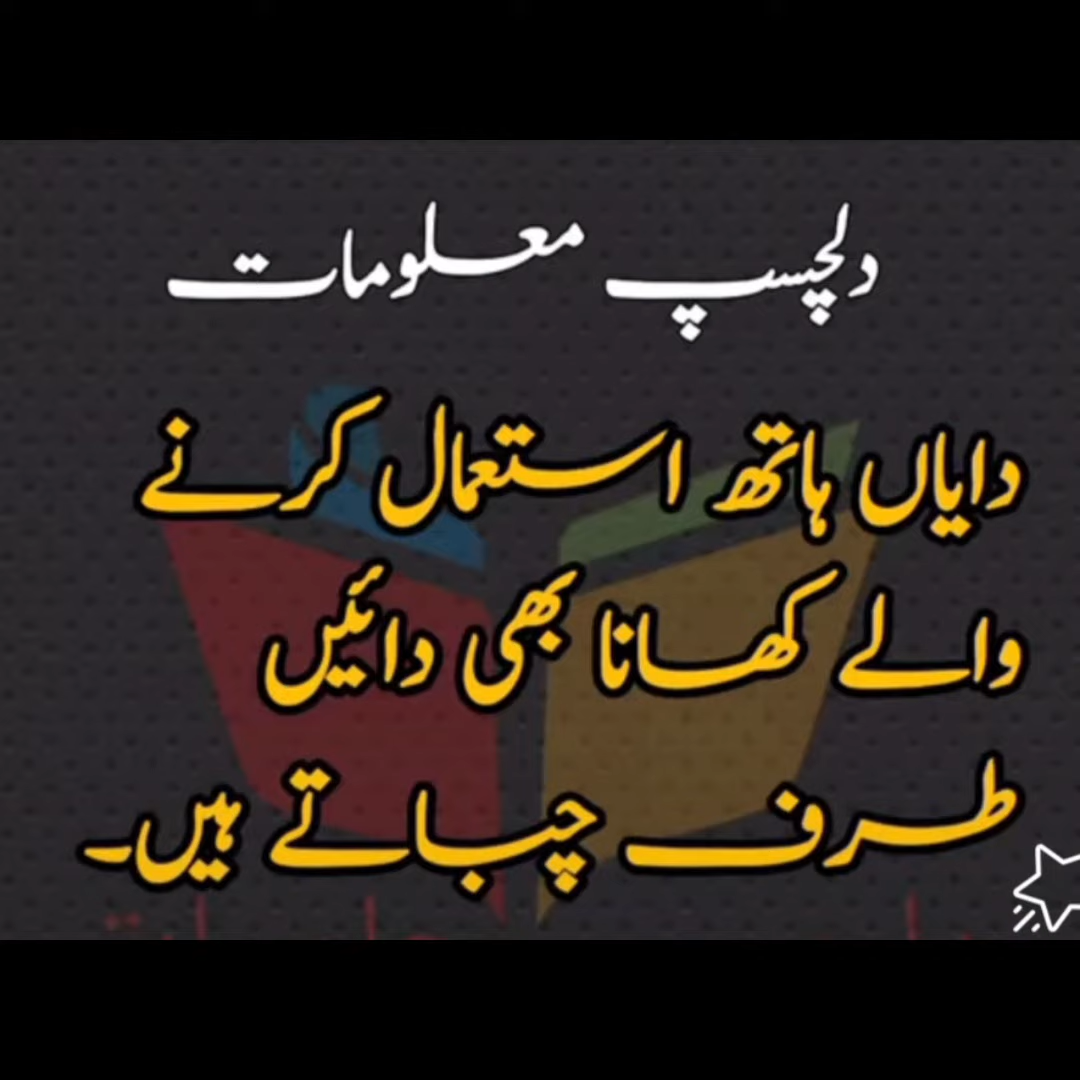 دلچسپ معلومات
دایاں ہاتھ استعمال کرنے
والے کھانا بھی دائیں
طرف چباتے ہیں۔